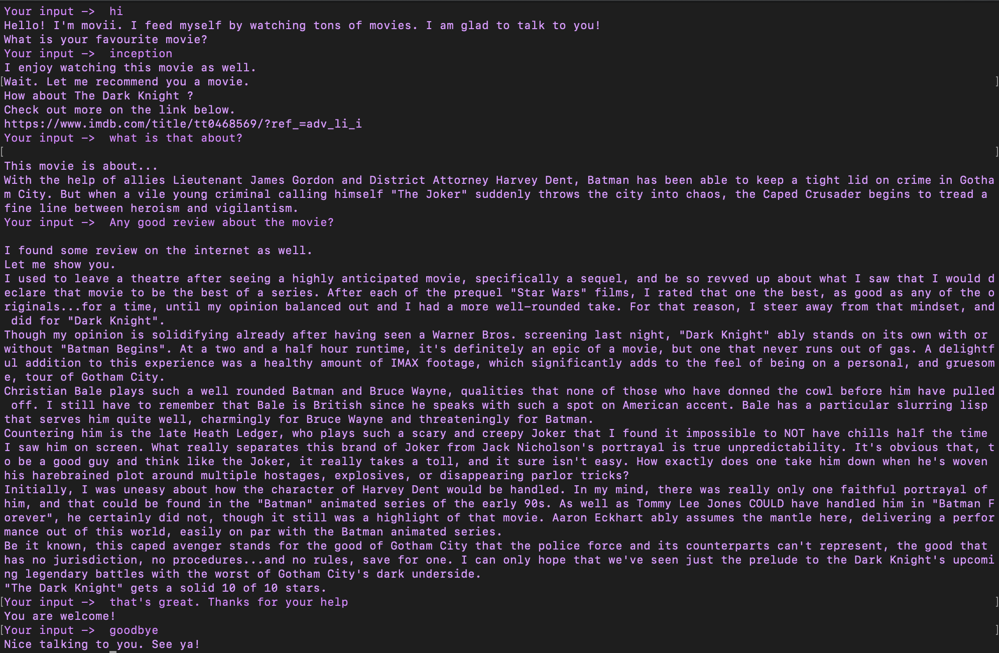 Your input ->  hi
Hello! I'm movii. I feed myself by watching tons of movies. I am glad to talk to you!
What is your favourite movie?
Your input ->  inception
I enjoy watching this movie as well.
[Wait. Let me recommend you a movie. ]
How about The Dark Knight ?
Check out more on the link below.
https://www.imdb.com/title/tt0468569/?ref_=adv_li_i
Your input ->  what is that about?
[ ]
This movie is about...
With the help of allies Lieutenant James Gordon and District Attorney Harvey Dent, Batman has been able to keep a tight lid on crime in Gotha
m City. But when a vile young criminal calling himself "The Joker" suddenly throws the city into chaos, the Caped Crusader begins to tread a
fine line between heroism and vigilantism.
Your input ->  Any good review about the movie?
I found some review on the internet as well.
Let me show you.
I used to leave a theatre after seeing a highly anticipated movie, specifically a sequel, and be so revved up about what I saw that I would d
eclare that movie to be the best of a series. After each of the prequel "Star Wars" films, I rated that one the best, as good as any of the o
riginals...for a time, until my opinion balanced out and I had a more well-rounded take. For that reason, I steer away from that mindset, and
 did for "Dark Knight".
Though my opinion is solidifying already after having seen a Warner Bros. screening last night, "Dark Knight" ably stands on its own with or
without "Batman Begins". At a two and a half hour runtime, it's definitely an epic of a movie, but one that never runs out of gas. A delightf
ul addition to this experience was a healthy amount of IMAX footage, which significantly adds to the feel of being on a personal, and gruesom
e, tour of Gotham City.
Christian Bale plays such a well rounded Batman and Bruce Wayne, qualities that none of those who have donned the cowl before him have pulled
 off. I still have to remember that Bale is British since he speaks with such a spot on American accent. Bale has a particular slurring lisp
that serves him quite well, charmingly for Bruce Wayne and threateningly for Batman.
Countering him is the late Heath Ledger, who plays such a scary and creepy Joker that I found it impossible to NOT have chills half the time
I saw him on screen. What really separates this brand of Joker from Jack Nicholson's portrayal is true unpredictability. It's obvious that, t
o be a good guy and think like the Joker, it really takes a toll, and it sure isn't easy. How exactly does one take him down when he's woven
his harebrained plot around multiple hostages, explosives, or disappearing parlor tricks?
Initially, I was uneasy about how the character of Harvey Dent would be handled. In my mind, there was really only one faithful portrayal of
him, and that could be found in the "Batman" animated series of the early 90s. As well as Tommy Lee Jones COULD have handled him in "Batman F
orever", he certainly did not, though it still was a highlight of that movie. Aaron Eckhart ably assumes the mantle here, delivering a perfor
mance out of this world, easily on par with the Batman animated series.
Be it known, this caped avenger stands for the good of Gotham City that the police force and its counterparts can't represent, the good that
has no jurisdiction, no procedures...and no rules, save for one. I can only hope that we've seen just the prelude to the Dark Knight's upcomi
ng legendary battles with the worst of Gotham City's dark underside.
"The Dark Knight" gets a solid 10 of 10 stars.
[Your input ->  that's great. Thanks for your help ]
You are welcome!
[Your input ->  goodbye ]
Nice talking to you. See ya!